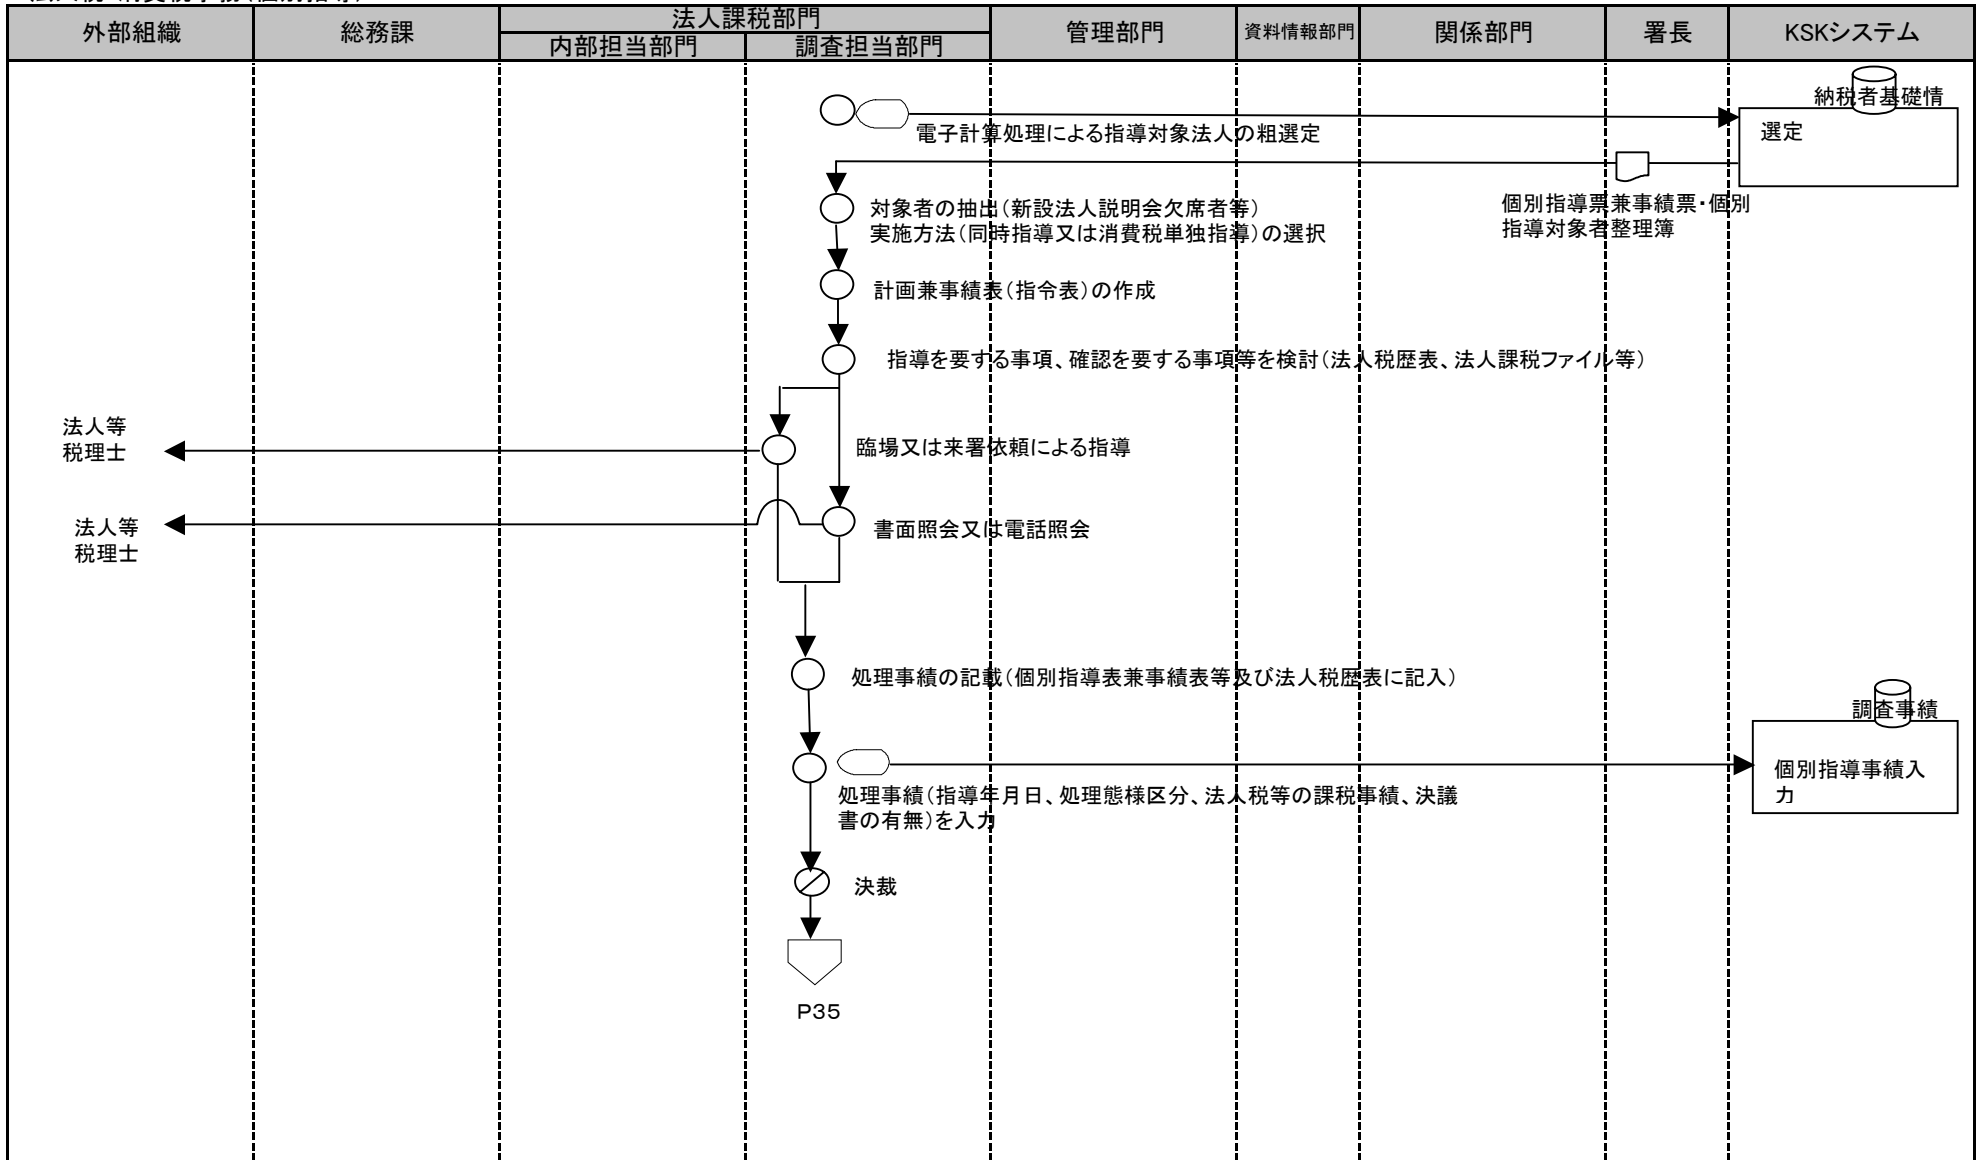 外部組織
総務課
法人課税部門
内部担当部門
調査担当部門
管理部門
資料情報部門
関係部門
署長
KSKシステム
納税者基礎情
電子計算処理による指導対象法人の粗選定
選定
対象者の抽出（新設法人説明会欠席者等）
実施方法（同時指導又は消費税単独指導）の選択
個別指導票兼事績票・個別
指導対象者整理簿
計画兼事績表（指令表）の作成
指導を要する事項、確認を要する事項等を検討（法人税歴表、法人課税ファイル等）
法人等
税理士
臨場又は来署依頼による指導
法人等
税理士
書面照会又は電話照会
処理事績の記載（個別指導表兼事績表等及び法人税歴表に記入）
調査事績
個別指導事績入
力
処理事績（指導年月日、処理態様区分、法人税等の課税事績、決議
書の有無）を入力
決裁
P35